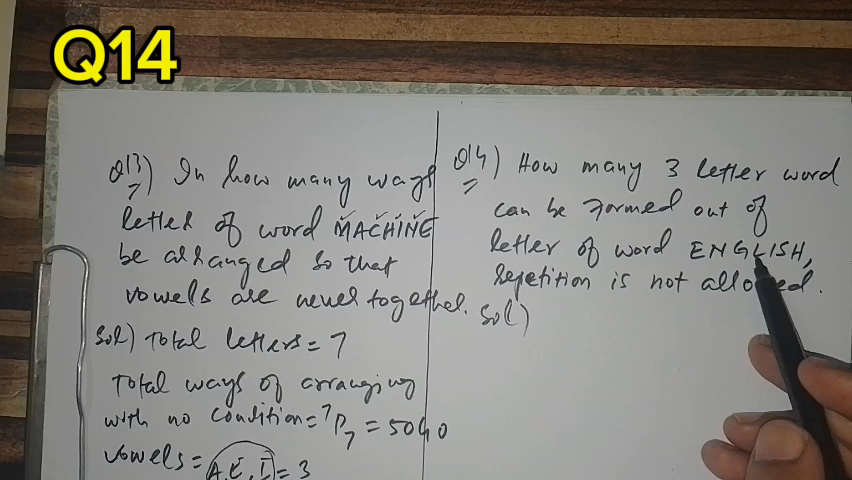 Q14
Q13) In how many ways
letter of word MACHINE
be arranged so that
vowels are never together.
Sol) Total letters = 7
Total ways of arranging
with no condition = ⁷P₇ = 5040
vowels = A, E, I = 3
Q14) How many 3 letter word
can be formed out of
letter of word ENGLISH,
repetition is not allowed.
Sol)